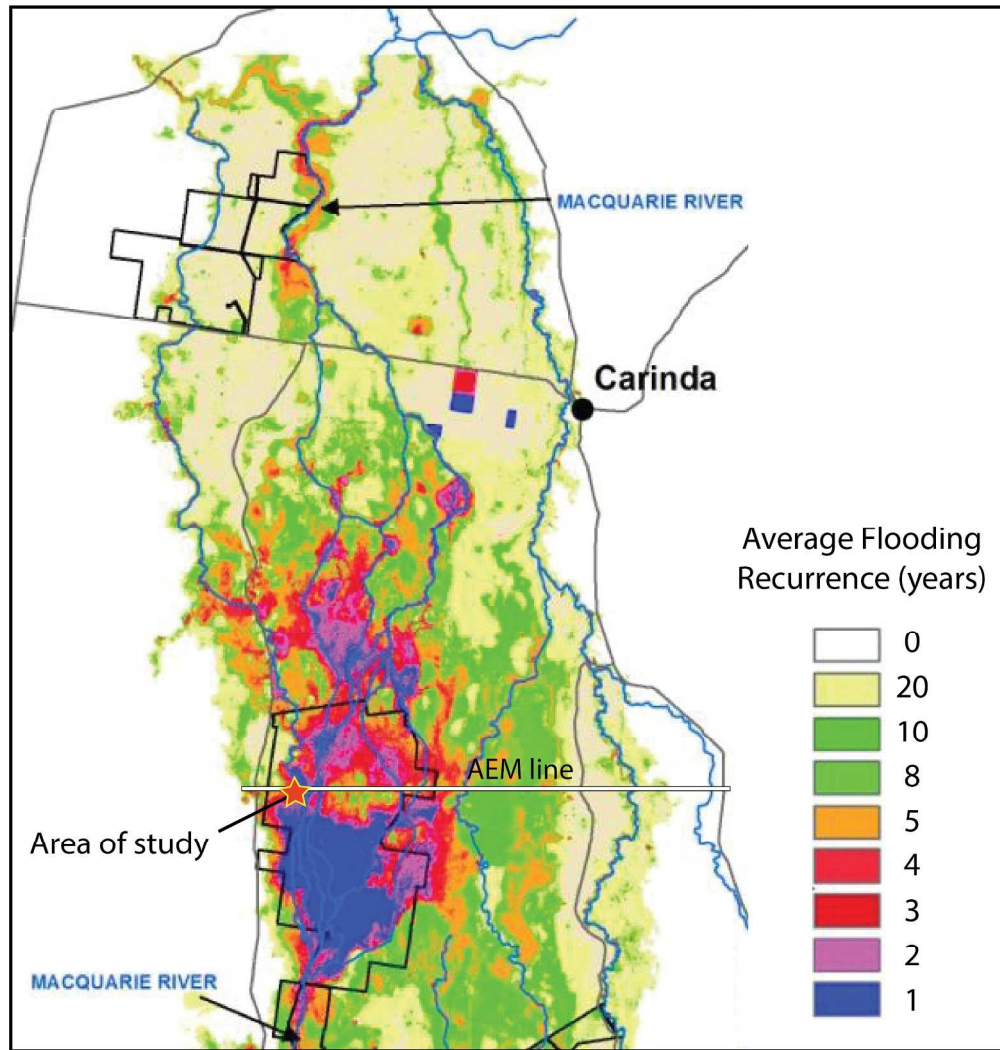 MACQUARIE RIVER
Carinda
Average Flooding
Recurrence (years)
0
20
10
8
5
4
3
2
1
AEM line
Area of study
MACQUARIE RIVER